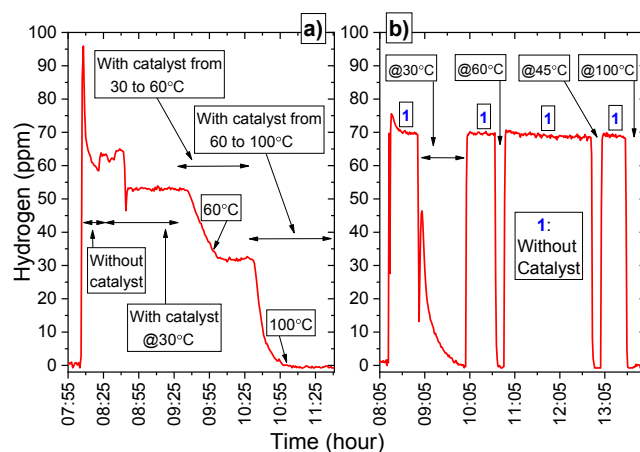 a)
b)
Hydrogen (ppm)
100
90
80
70
60
50
40
30
20
10
0
With catalyst from
30 to 60°C
With catalyst from
60 to 100°C
60°C
Without
catalyst
With catalyst
@30°C
100°C
@30°C
@60°C
@45°C
@100°C
1
1
1
1
1:
Without
Catalyst
07:55
08:25
08:55
09:25
09:55
10:25
10:55
11:25
08:05
09:05
10:05
11:05
12:05
13:05
Time (hour)